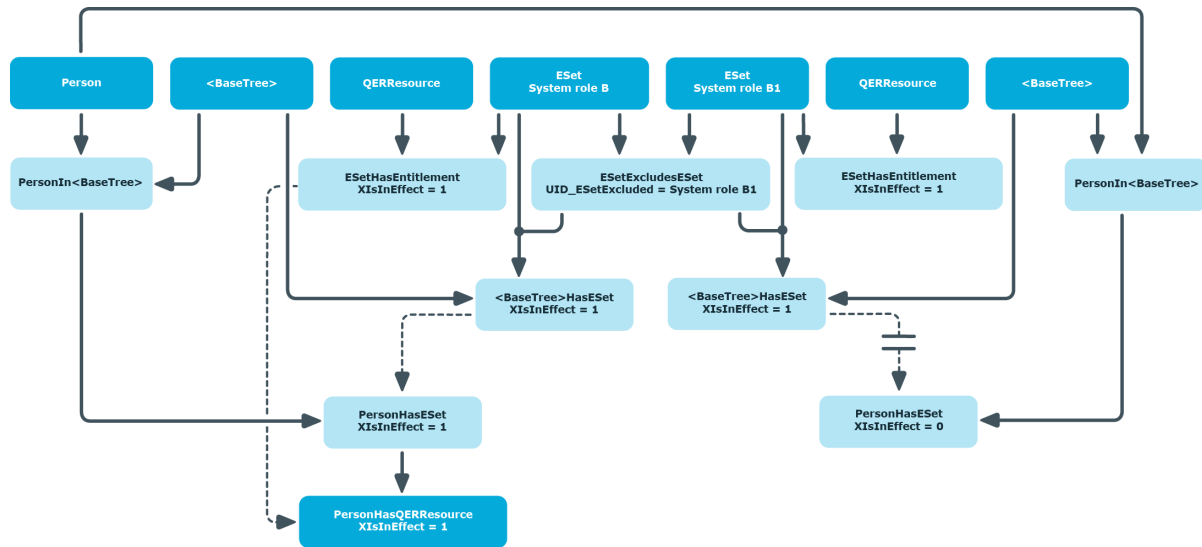 Person
<BaseTree>
QERResource
ESet
System role B
ESet
System role B1
QERResource
<BaseTree>
PersonIn<BaseTree>
ESetHasEntitlement
XIsInEffect = 1
ESetExcludesESet
UID_ESetExcluded = System role B1
ESetHasEntitlement
XIsInEffect = 1
PersonIn<BaseTree>
<BaseTree>HasESet
XIsInEffect = 1
<BaseTree>HasESet
XIsInEffect = 1
PersonHasESet
XIsInEffect = 1
PersonHasESet
XIsInEffect = 0
PersonHasQERResource
XIsInEffect = 1